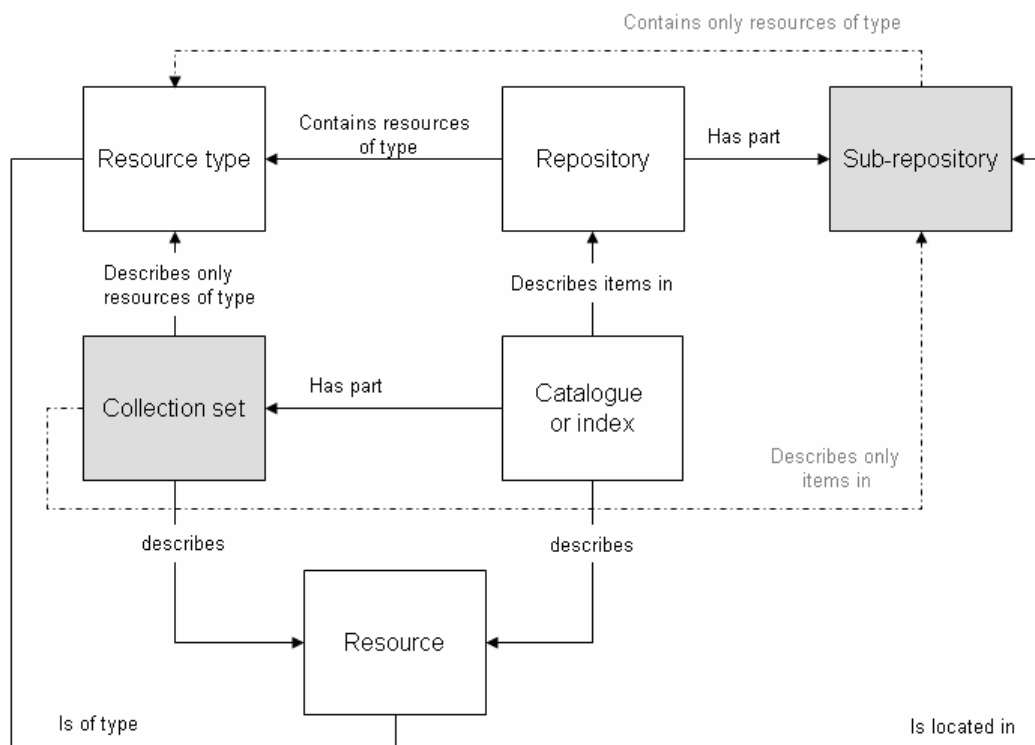 Contains only resources of type
Resource type
Contains resources
of type
Repository
Has part
Sub-repository
Describes only
resources of type
Describes items in
Collection set
Has part
Catalogue
or index
Describes only
items in
describes
describes
Resource
Is of type
Is located in